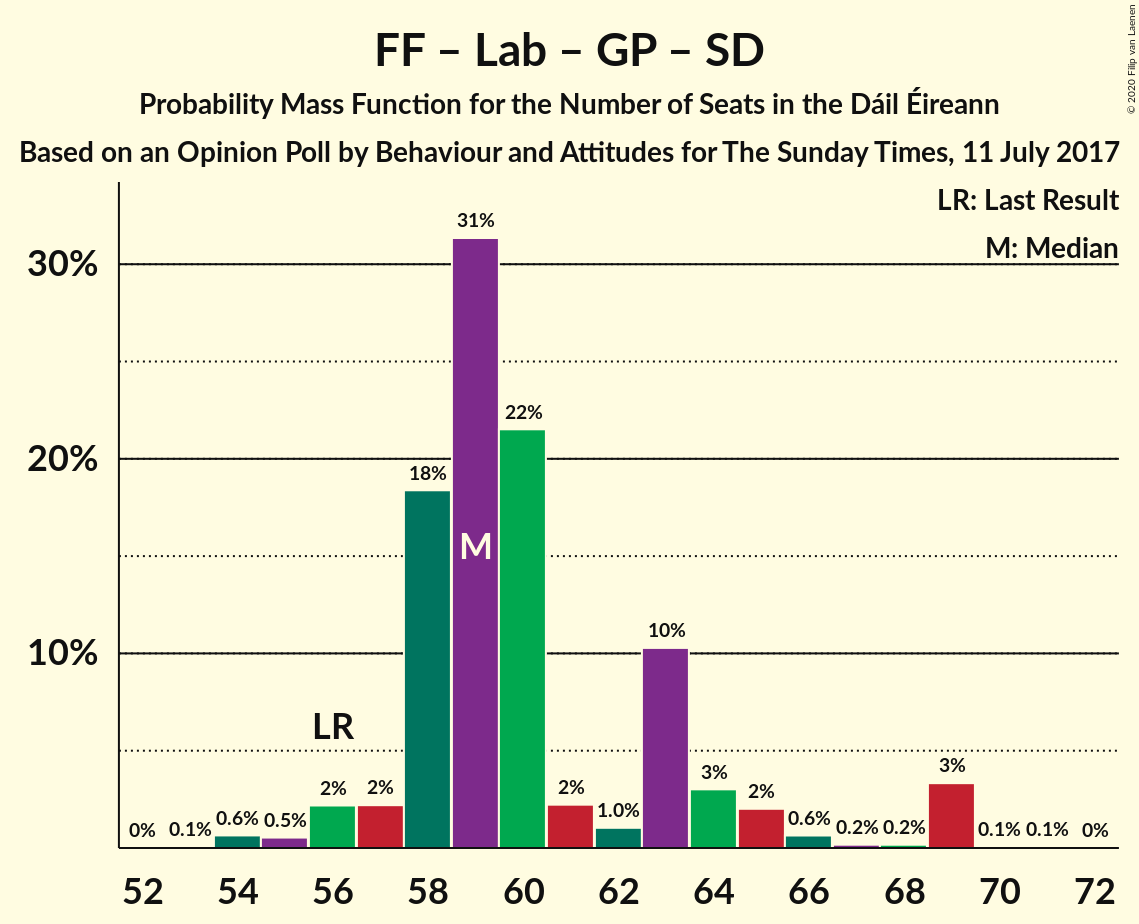 FF – Lab – GP – SD
Probability Mass Function for the Number of Seats in the Dáil Éireann
Based on an Opinion Poll by Behaviour and Attitudes for The Sunday Times, 11 July 2017
© 2020 Filip van Laenen
LR: Last Result
M: Median
30%
20%
10%
0% 0.1% 0.6% 0.5% 2% 2% 18% 31% 22% 2% 1.0% 10% 3% 2% 0.6% 0.2% 0.2% 3% 0.1% 0.1% 0%
LR
M
52 54 56 58 60 62 64 66 68 70 72